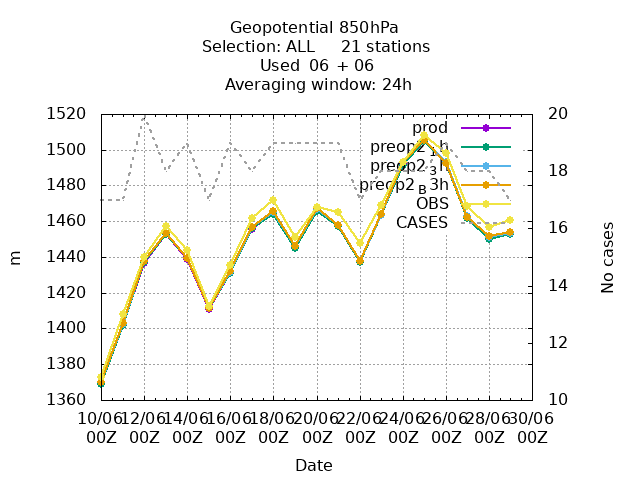 Geopotential 850hPa
Selection: ALL 21 stations
Used 06 + 06
Averaging window: 24h
1520
1500
1480
1460
1440
1420
1400
1380
1360
m
20
18
16
14
12
10
No cases
prod
preop2_1h
preop2_3h
preop2_B3h
OBS
CASES
10/06 12/06 14/06 16/06 18/06 20/06 22/06 24/06 26/06 28/06 30/06
00Z 00Z 00Z 00Z 00Z 00Z 00Z 00Z 00Z 00Z 00Z
Date